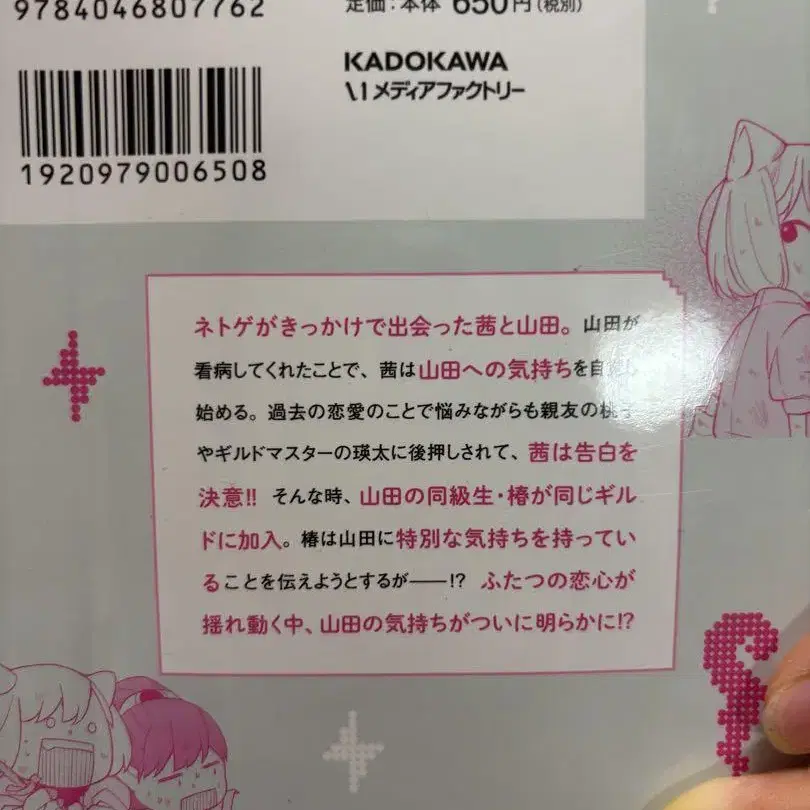 9784046807762
定価：本体650円（税別）
KADOKAWA
メディアファクトリー
1920979006508
ネトゲがきっかけで出会った茜と山田。山田が
看病してくれたことで、茜は山田への気持ちを自
始める。過去の恋愛のことで悩みながらも親友の桃
やギルドマスターの瑛太に後押しされて、茜は告白を
決意!! そんな時、山田の同級生・椿が同じギル
ドに加入。椿は山田に特別な気持ちを持ってい
ることを伝えようとするが――!? ふたつの恋心が
揺れ動く中、山田の気持ちがついに明らかに!?